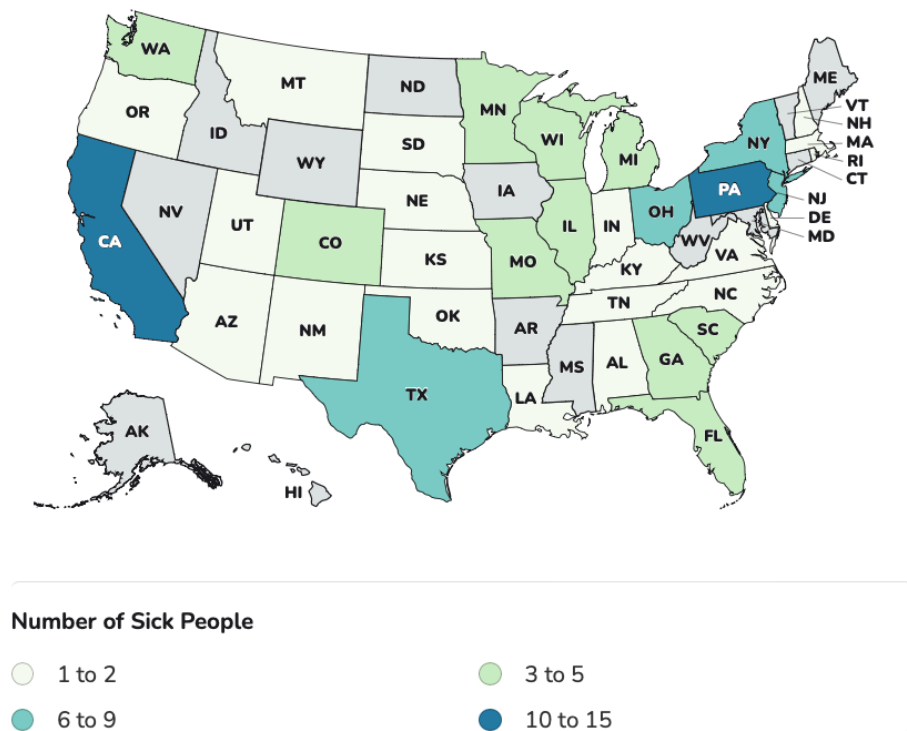 WA
MT
ND
MN
ME
VT
NH
MA
RI
CT
OR
ID
SD
WI
MI
NY
WY
IA
PA
NJ
DE
MD
NV
UT
NE
CO
IL
IN
OH
WV
VA
CA
KS
MO
KY
AZ
NM
OK
TN
NC
AR
SC
TX
LA
MS
AL
GA
FL
AK
HI
Number of Sick People
1 to 2
3 to 5
6 to 9
10 to 15